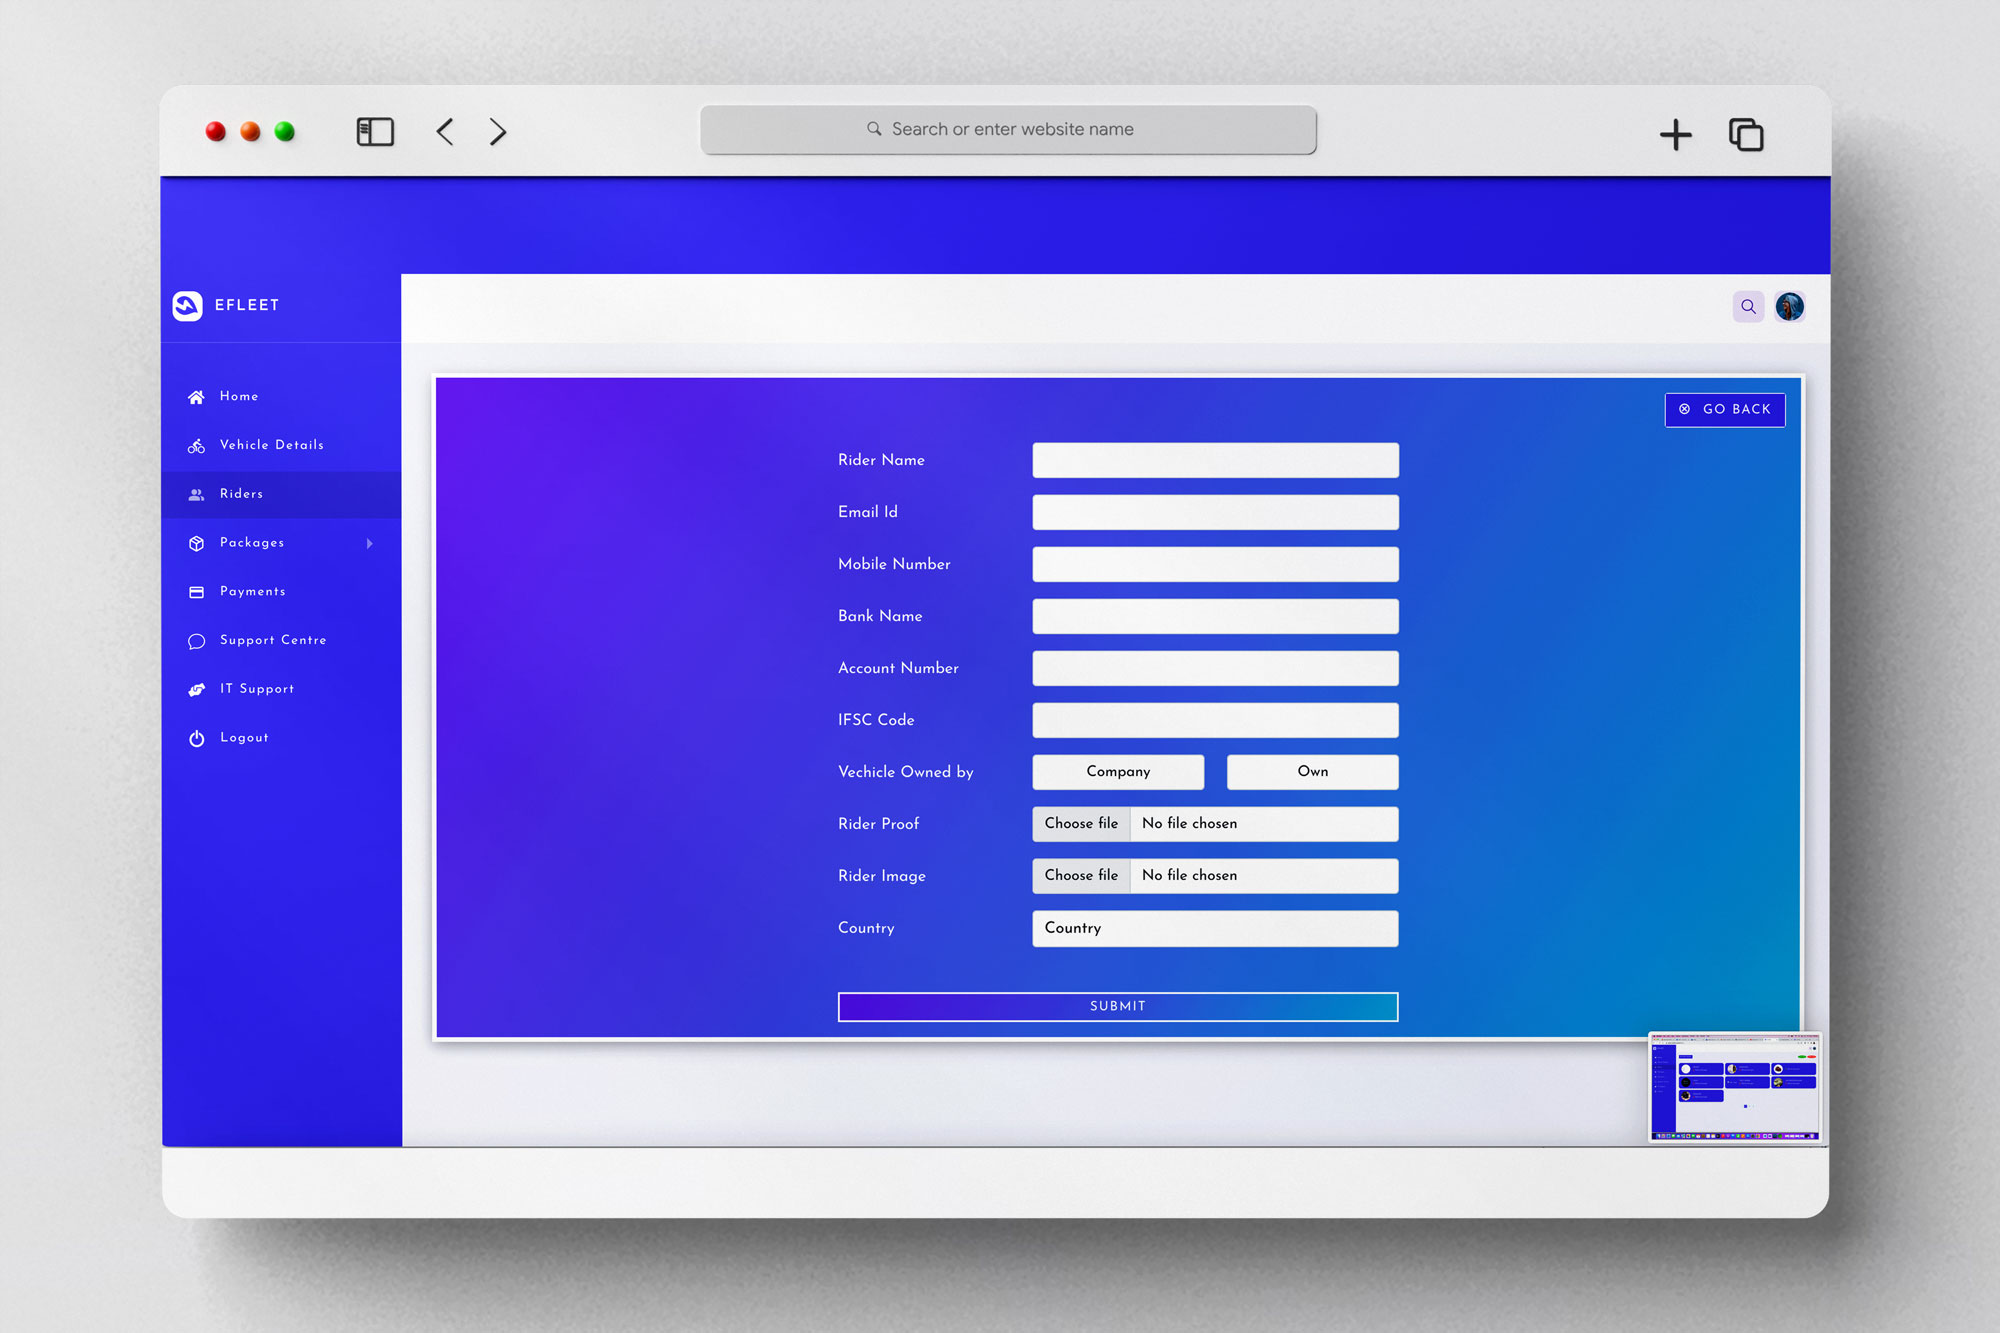 Search or enter website name
EFLEET
Home
Vehicle Details
Riders
Packages
Payments
Support Centre
IT Support
Logout
GO BACK
Rider Name
Email Id
Mobile Number
Bank Name
Account Number
IFSC Code
Vechicle Owned by Company Own
Rider Proof Choose file No file chosen
Rider Image Choose file No file chosen
Country Country
SUBMIT